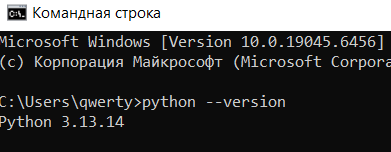 Командная строка
Microsoft Windows [Version 10.0.19045.6456]
(c) Корпорация Майкрософт (Microsoft Corpora
C:\Users\qwerty>python --version
Python 3.13.14